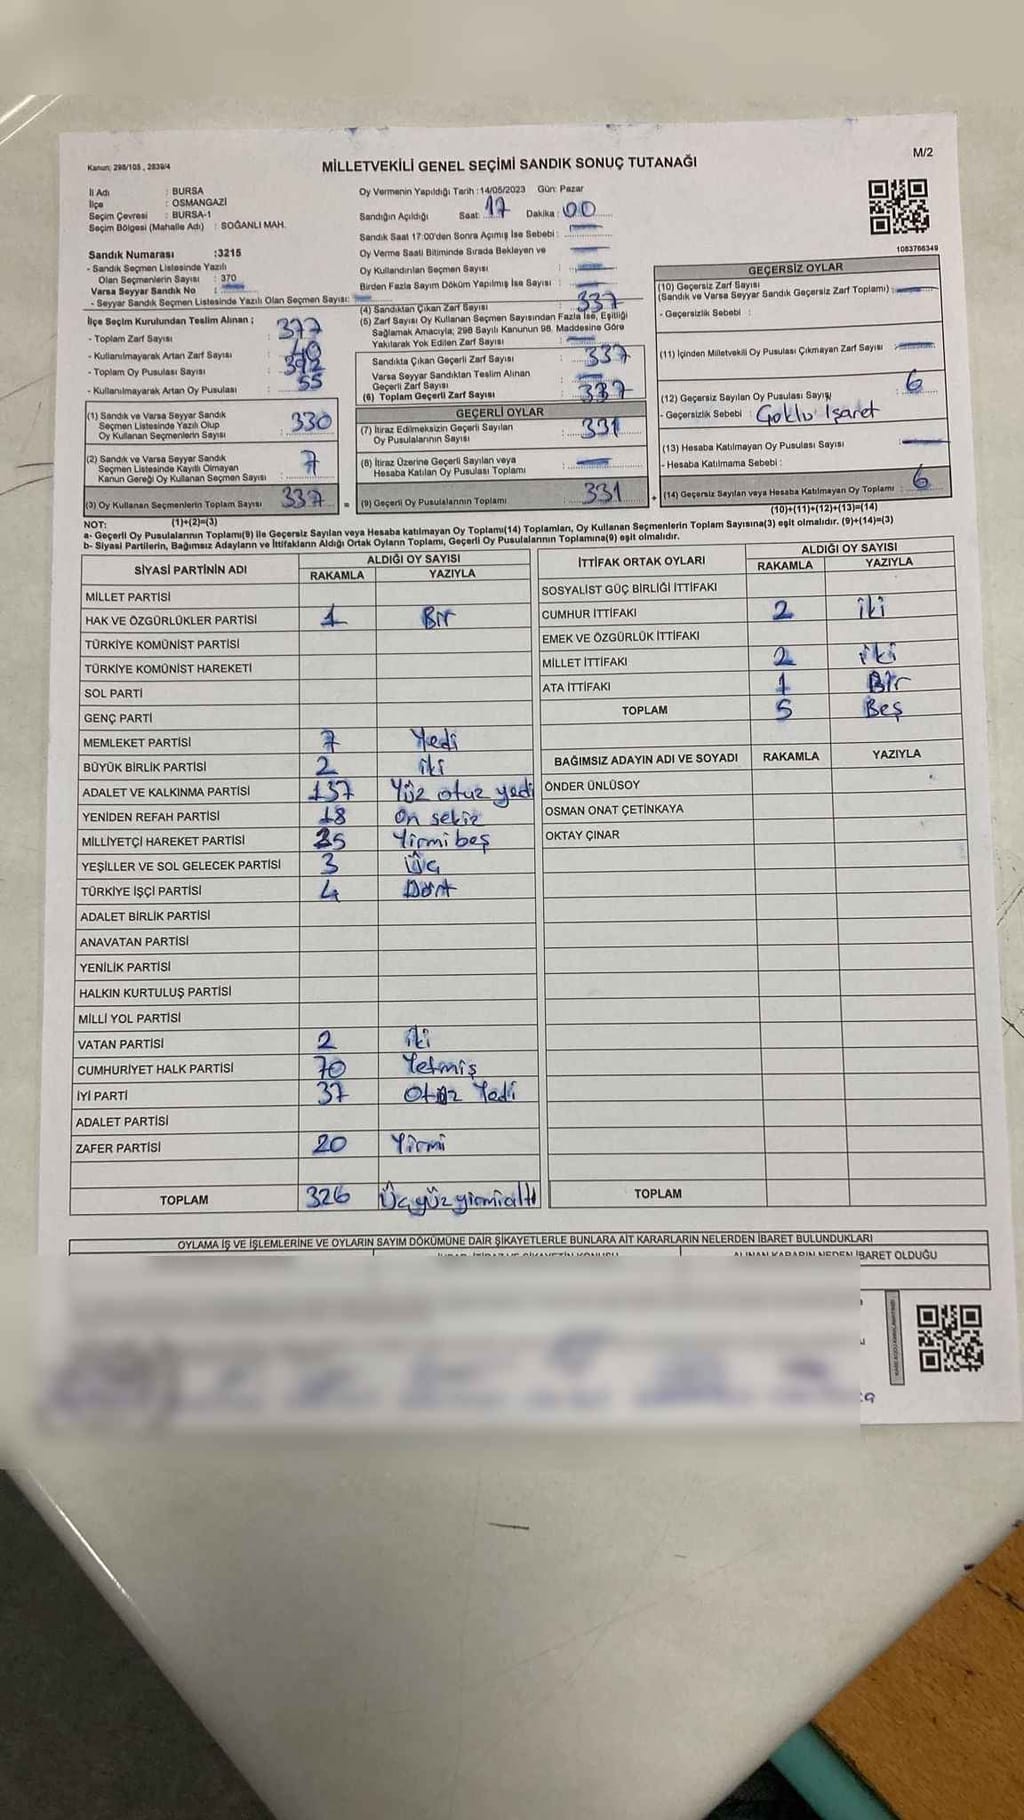 Kanun: 298/105, 2839/4
MİLLETVEKİLİ GENEL SEÇİMİ SANDIK SONUÇ TUTANAĞI
M/2
İl Adı : BURSA
İlçe : OSMANGAZİ
Seçim Çevresi : BURSA-1
Seçim Bölgesi (Mahalle Adı) : SOĞANLI MAH.
Sandık Numarası :3215
- Sandık Seçmen Listesinde Yazılı
Olan Seçmenlerin Sayısı : 370
Varsa Seyyar Sandık No :
- Seyyar Sandık Seçmen Listesinde Yazılı Olan Seçmen Sayısı:
Oy Vermenin Yapıldığı Tarih :14/05/2023 Gün: Pazar
Sandığın Açıldığı Saat: 17 Dakika : 00
Sandık Saat 17:00'den Sonra Açımış İse Sebebi :
Oy Verme Saati Bitiminde Sırada Bekleyen ve
Oy Kullandırılan Seçmen Sayısı :
Birden Fazla Sayım Döküm Yapılmış İse Sayısı :
1083766349
İlçe Seçim Kurulundan Teslim Alınan ;
- Toplam Zarf Sayısı : 377
- Kullanılmayarak Artan Zarf Sayısı : 40
- Toplam Oy Pusulası Sayısı : 392
- Kullanılmayarak Artan Oy Pusulası : 55
(1) Sandık ve Varsa Seyyar Sandık
Seçmen Listesinde Yazılı Olup
Oy Kullanan Seçmenlerin Sayısı : 330
(2) Sandık ve Varsa Seyyar Sandık
Seçmen Listesinde Kayıtlı Olmayan
Kanun Gereği Oy Kullanan Seçmen Sayısı : 7
(3) Oy Kullanan Seçmenlerin Toplam Sayısı : 337
(1)+(2)=(3)
(4) Sandıktan Çıkan Zarf Sayısı : 337
(5) Zarf Sayısı Oy Kullanan Seçmen Sayısından Fazla İse, Eşitliği
Sağlamak Amacıyla; 298 Sayılı Kanunun 98. Maddesine Göre
Yakılarak Yok Edilen Zarf Sayısı :
Sandıkta Çıkan Geçerli Zarf Sayısı : 337
Varsa Seyyar Sandıktan Teslim Alınan
Geçerli Zarf Sayısı :
(6) Toplam Geçerli Zarf Sayısı : 337
GEÇERLİ OYLAR
(7) İtiraz Edilmeksizin Geçerli Sayılan
Oy Pusulalarının Sayısı : 331
(8) İtiraz Üzerine Geçerli Sayılan veya
Hesaba Katılan Oy Pusulası Toplamı :
= (9) Geçerli Oy Pusulalarının Toplamı : 331
GEÇERSİZ OYLAR
(10) Geçersiz Zarf Sayısı
(Sandık ve Varsa Seyyar Sandık Geçersiz Zarf Toplamı) :
- Geçersizlik Sebebi :
(11) İçinden Milletvekil Oy Pusulası Çıkmayan Zarf Sayısı :
(12) Geçersiz Sayılan Oy Pusulası Sayısı : 6
- Geçersizlik Sebebi : Çoklu İşaret
(13) Hesaba Katılmayan Oy Pusulası Sayısı :
- Hesaba Katılmama Sebebi :
+ (14) Geçersiz Sayılan veya Hesaba Katılmayan Oy Toplamı : 6
(10)+(11)+(12)+(13)=(14)
NOT:
a- Geçerli Oy Pusulalarının Toplamı(9) ile Geçersiz Sayılan veya Hesaba katılmayan Oy Toplamı(14) Toplamları, Oy Kullanan Seçmenlerin Toplam Sayısına(3) eşit olmalıdır. (9)+(14)=(3)
b- Siyasi Partilerin, Bağımsız Adayların ve İttifakların Aldığı Ortak Oyların Toplamı, Geçerli Oy Pusulalarının Toplamına(9) eşit olmalıdır.
SİYASİ PARTİNİN ADI ALDIĞI OY SAYISI
RAKAMLA YAZIYLA
MİLLET PARTİSİ
HAK VE ÖZGÜRLÜKLER PARTİSİ 1 Bir
TÜRKİYE KOMÜNİST PARTİSİ
TÜRKİYE KOMÜNİST HAREKETİ
SOL PARTİ
GENÇ PARTİ
MEMLEKET PARTİSİ 7 Yedi
BÜYÜK BİRLİK PARTİSİ 2 iki
ADALET VE KALKINMA PARTİSİ 137 Yüz otuz yedi
YENİDEN REFAH PARTİSİ 18 On sekiz
MİLLİYETÇİ HAREKET PARTİSİ 25 Yirmi beş
YEŞİLLER VE SOL GELECEK PARTİSİ 3 Üç
TÜRKİYE İŞÇİ PARTİSİ 4 Dört
ADALET BİRLİK PARTİSİ
ANAVATAN PARTİSİ
YENİLİK PARTİSİ
HALKIN KURTULUŞ PARTİSİ
MİLLİ YOL PARTİSİ
VATAN PARTİSİ 2 iki
CUMHURİYET HALK PARTİSİ 70 Yetmiş
İYİ PARTİ 37 Otuz Yedi
ADALET PARTİSİ
ZAFER PARTİSİ 20 Yirmi
TOPLAM 326 Üçyüz yirmialtı
İTTİFAK ORTAK OYLARI ALDIĞI OY SAYISI
RAKAMLA YAZIYLA
SOSYALİST GÜÇ BİRLİĞİ İTTİFAKI
CUMHUR İTTİFAKI 2 iki
EMEK VE ÖZGÜRLÜK İTTİFAKI
MİLLET İTTİFAKI 2 iki
ATA İTTİFAKI 1 Bir
TOPLAM 5 Beş
BAĞIMSIZ ADAYIN ADI VE SOYADI RAKAMLA YAZIYLA
ÖNDER ÜNLÜSOY
OSMAN ONAT ÇETİNKAYA
OKTAY ÇINAR
TOPLAM
OYLAMA İŞ VE İŞLEMLERİNE VE OYLARIN SAYIM DÖKÜMÜNE DAİR ŞİKAYETLERLE BUNLARA AİT KARARLARIN NELERDEN İBARET BULUNDUKLARI
ALINAN KARARIN NEDEN İBARET OLDUĞU